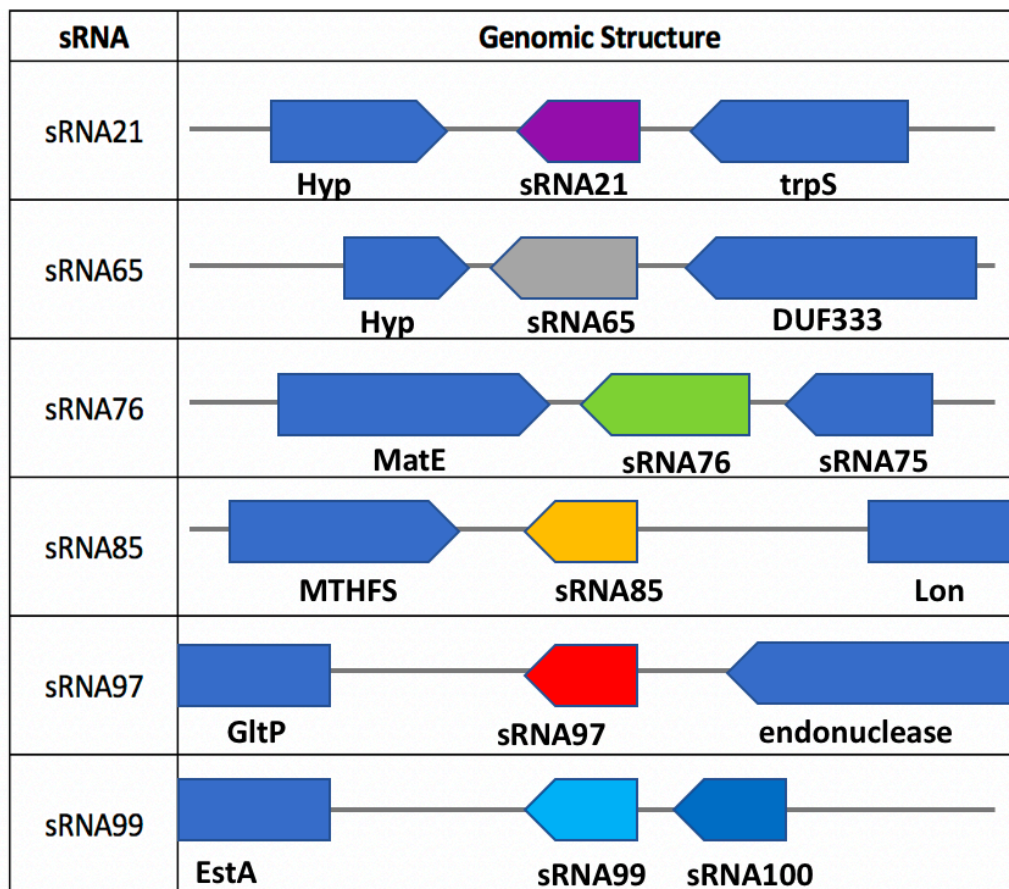 sRNA Genomic Structure
sRNA21
Hyp sRNA21 trpS
sRNA65
Hyp sRNA65 DUF333
sRNA76
MatE sRNA76 sRNA75
sRNA85
MTHFS sRNA85 Lon
sRNA97
GltP sRNA97 endonuclease
sRNA99
EstA sRNA99 sRNA100